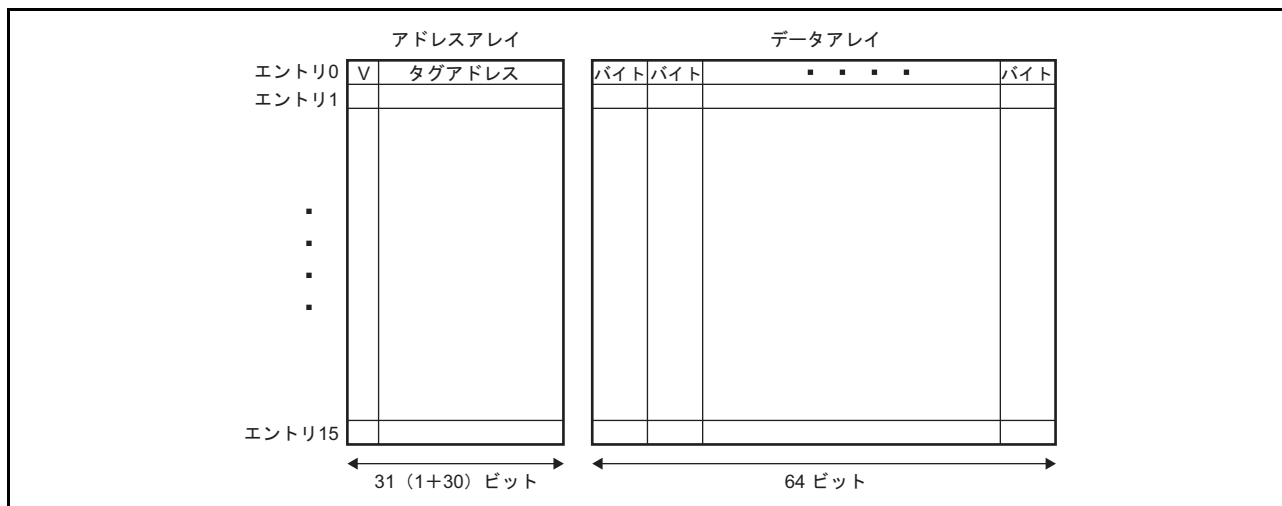 アドレスアレイ データアレイ
エントリ0 V タグアドレス バイト バイト ・・・・ バイト
エントリ1
エントリ15
31（1＋30）ビット 64 ビット